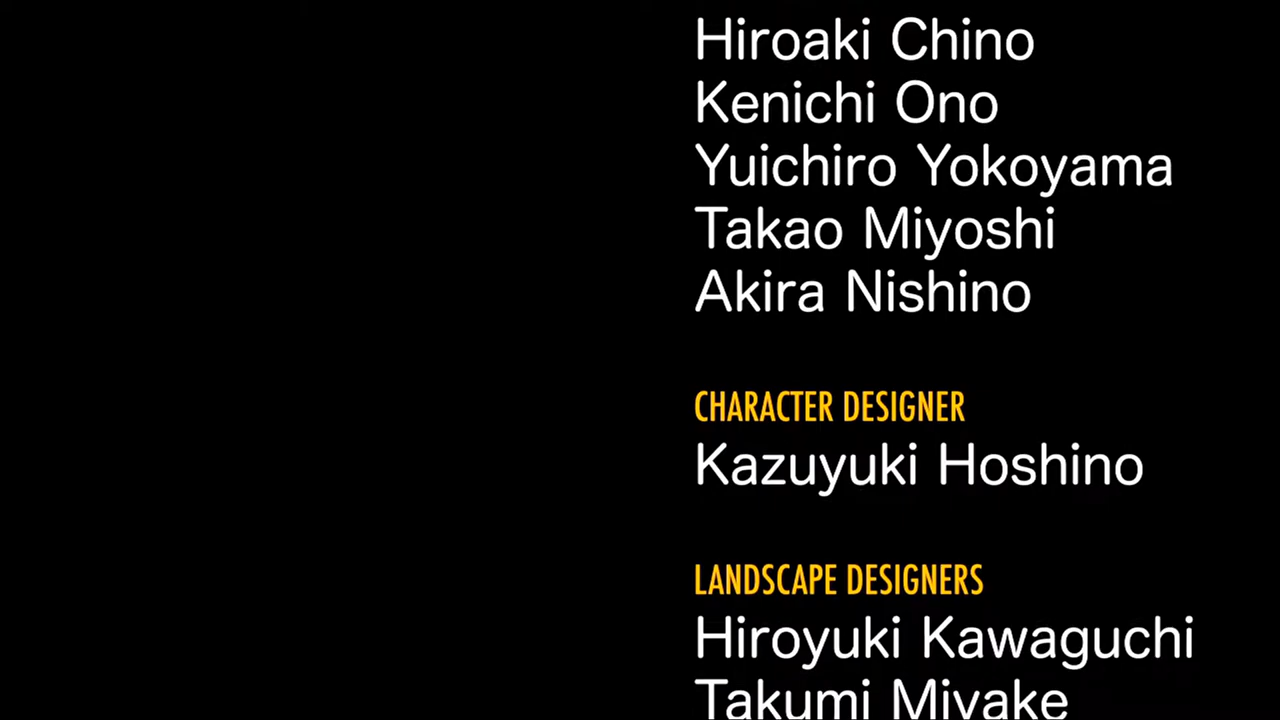 Hiroaki Chino
Kenichi Ono
Yuichiro Yokoyama
Takao Miyoshi
Akira Nishino
CHARACTER DESIGNER
Kazuyuki Hoshino
LANDSCAPE DESIGNERS
Hiroyuki Kawaguchi
Takumi Miyake